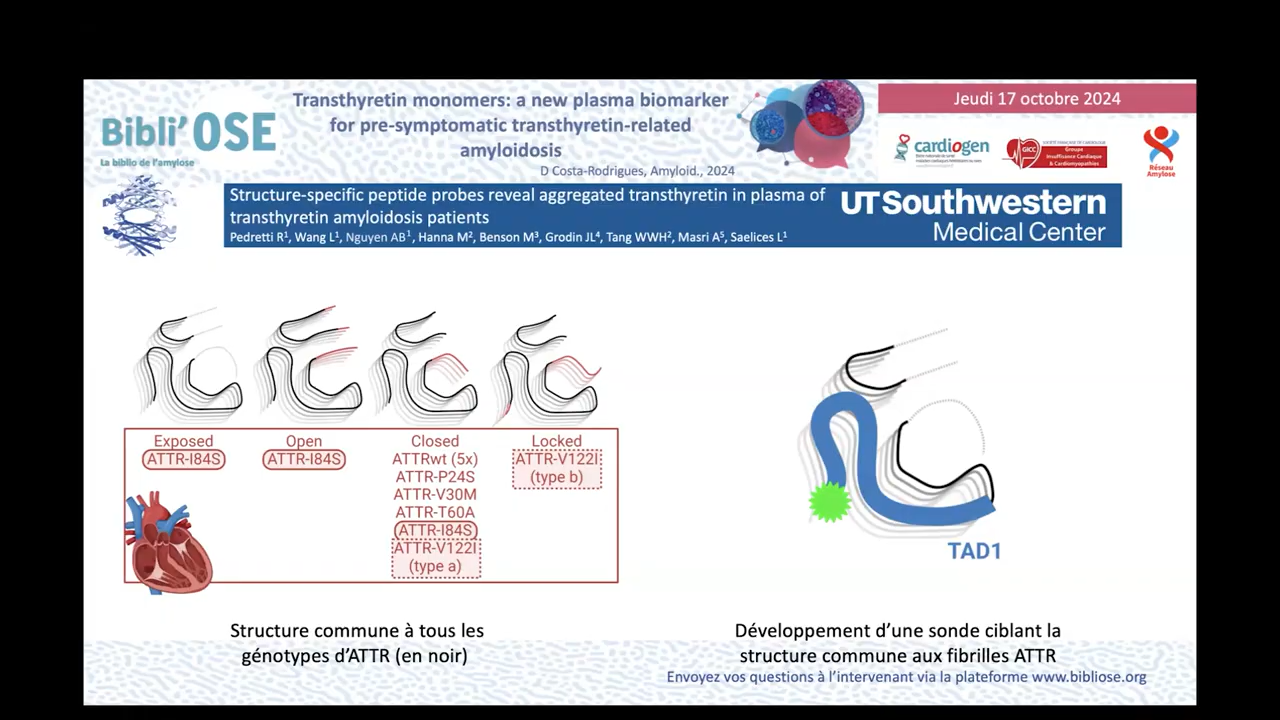 Bibli'OSE
La biblio de l'amylose
Transthyretin monomers: a new plasma biomarker
for pre-symptomatic transthyretin-related
amyloidosis
D Costa-Rodrigues, Amyloid., 2024
Jeudi 17 octobre 2024
cardiogen
GICC
Groupe
Insuffisance Cardiaque
& Cardiomyopathies
Réseau
Amylose
Structure-specific peptide probes reveal aggregated transthyretin in plasma of
transthyretin amyloidosis patients
Pedretti R1, Wang L1, Nguyen AB1, Hanna M2, Benson M3, Grodin JL4, Tang WWH2, Masri A5, Saelices L1
UTSouthwestern
Medical Center
Exposed
ATTR-I84S
Open
ATTR-I84S
Closed
ATTRwt (5x)
ATTR-P24S
ATTR-V30M
ATTR-T60A
ATTR-I84S
ATTR-V122I
(type a)
Locked
ATTR-V122I
(type b)
TAD1
Structure commune à tous les
génotypes d'ATTR (en noir)
Développement d'une sonde ciblant la
structure commune aux fibrilles ATTR
Envoyez vos questions à l'intervenant via la plateforme www.bibliose.org